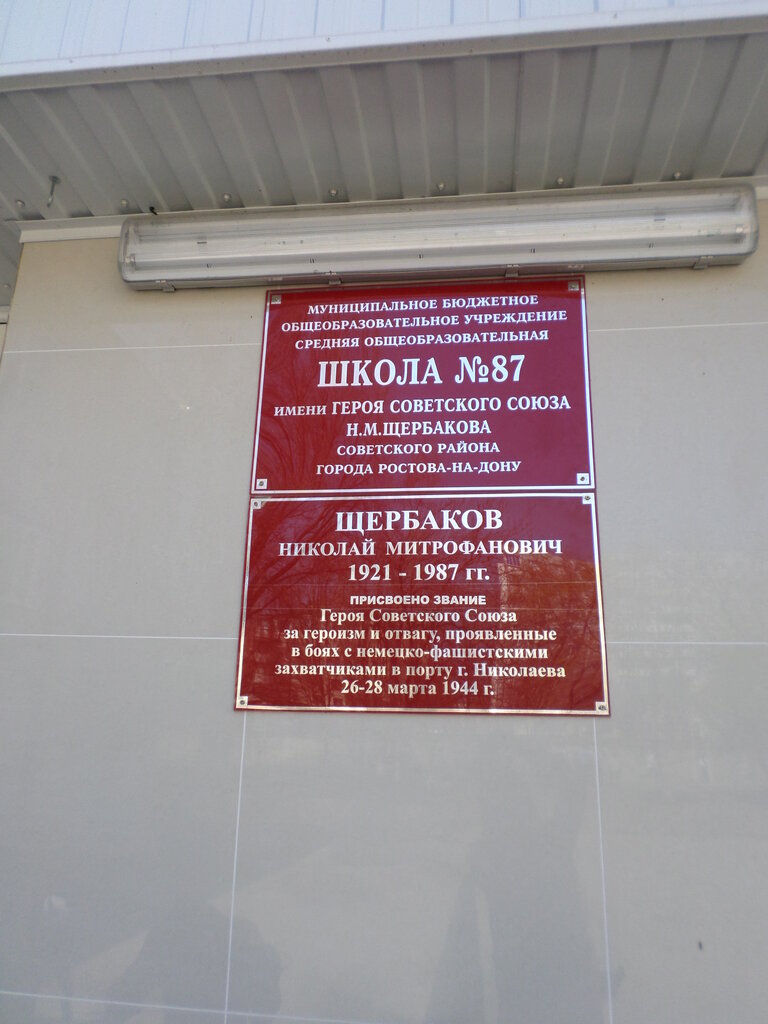 МУНИЦИПАЛЬНОЕ БЮДЖЕТНОЕ
ОБЩЕОБРАЗОВАТЕЛЬНОЕ УЧРЕЖДЕНИЕ
СРЕДНЯЯ ОБЩЕОБРАЗОВАТЕЛЬНАЯ
ШКОЛА №87
ИМЕНИ ГЕРОЯ СОВЕТСКОГО СОЮЗА
Н.М.ЩЕРБАКОВА
СОВЕТСКОГО РАЙОНА
ГОРОДА РОСТОВА-НА-ДОНУ
ЩЕРБАКОВ
НИКОЛАЙ МИТРОФАНОВИЧ
1921 - 1987 гг.
ПРИСВОЕНО ЗВАНИЕ
Героя Советского Союза
за героизм и отвагу, проявленные
в боях с немецко-фашистскими
захватчиками в порту г. Николаева
26-28 марта 1944 г.